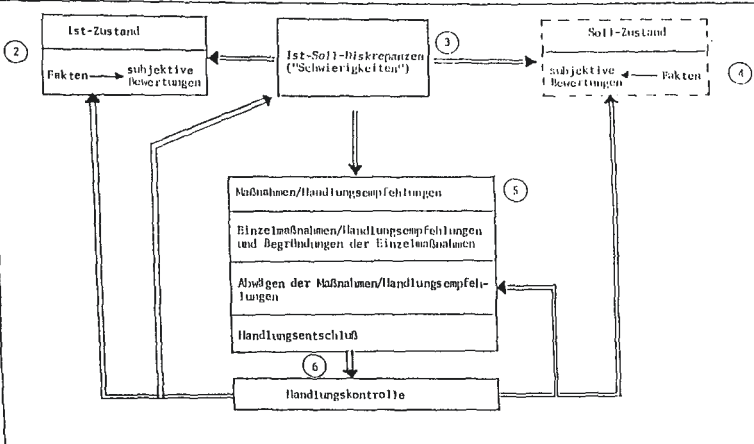 2
Ist-Zustand
Fakten
subjektive
Bewertungen
3
Ist-Soll-Diskrepanzen
("Schwierigkeiten")
Soll-Zustand
subjektive
Bewertungen
Fakten
4
5
Maßnahmen/Handlungsempfehlungen
Einzelmaßnahmen/Handlungsempfehlungen
und Begründungen der Einzelmaßnahmen
Abwägen der Maßnahmen/Handlungsempfeh-
lungen
Handlungsentschluß
6
Handlungskontrolle